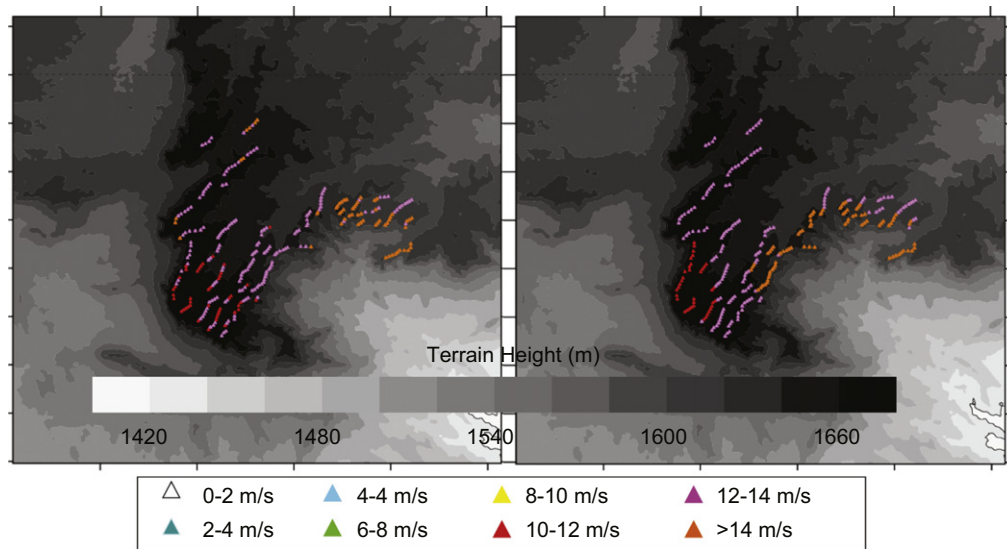 Terrain Height (m)
1420 1480 1540 1600 1660
0-2 m/s 4-4 m/s 8-10 m/s 12-14 m/s
2-4 m/s 6-8 m/s 10-12 m/s >14 m/s